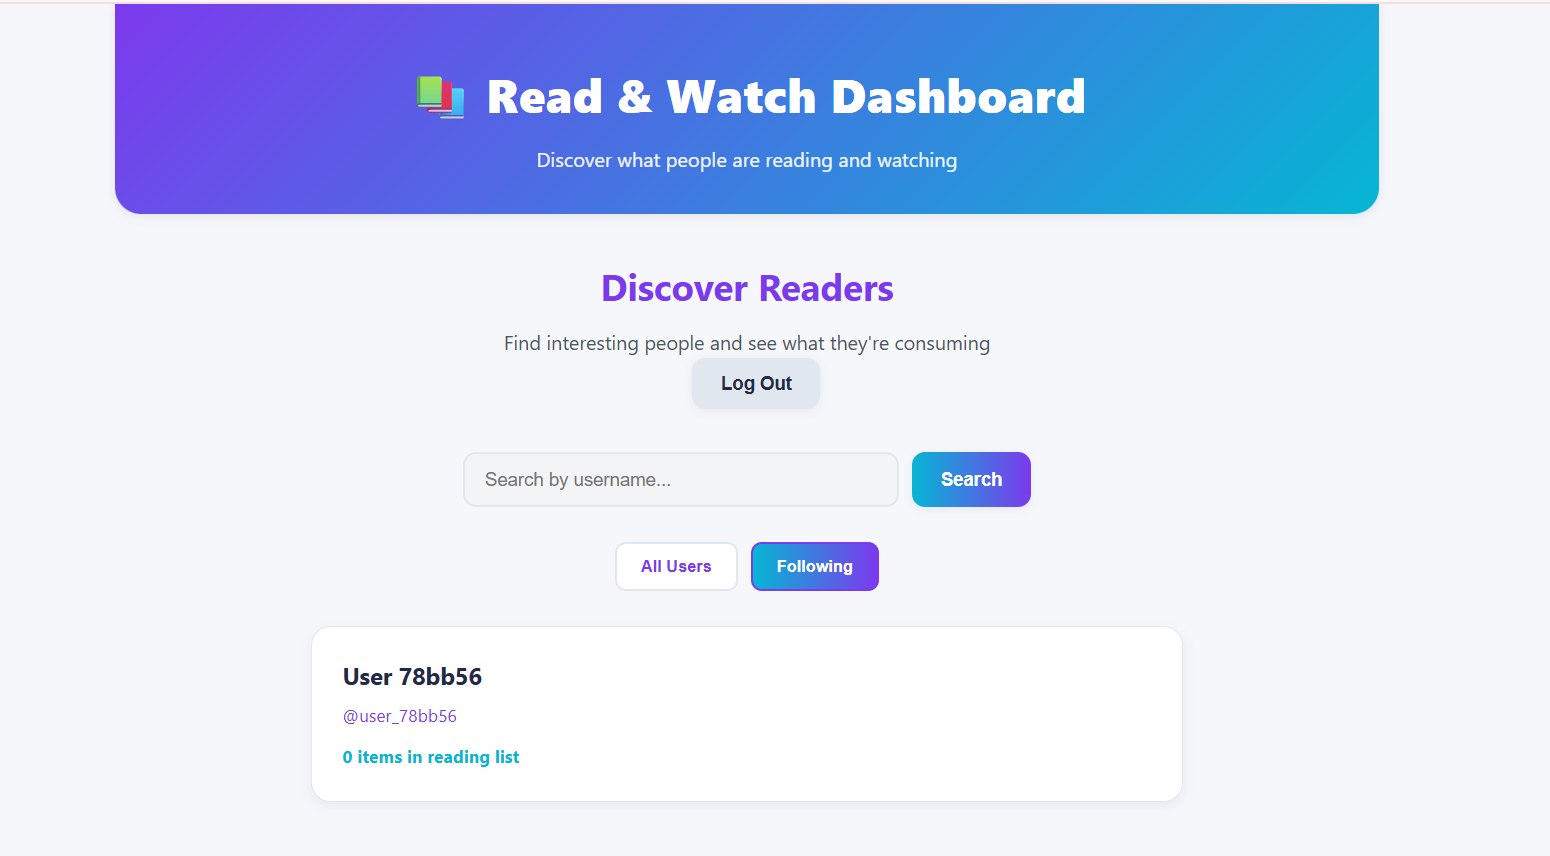 Read & Watch Dashboard
Discover what people are reading and watching
Discover Readers
Find interesting people and see what they're consuming
Log Out
Search by username...
Search
All Users
Following
User 78bb56
@user_78bb56
0 items in reading list